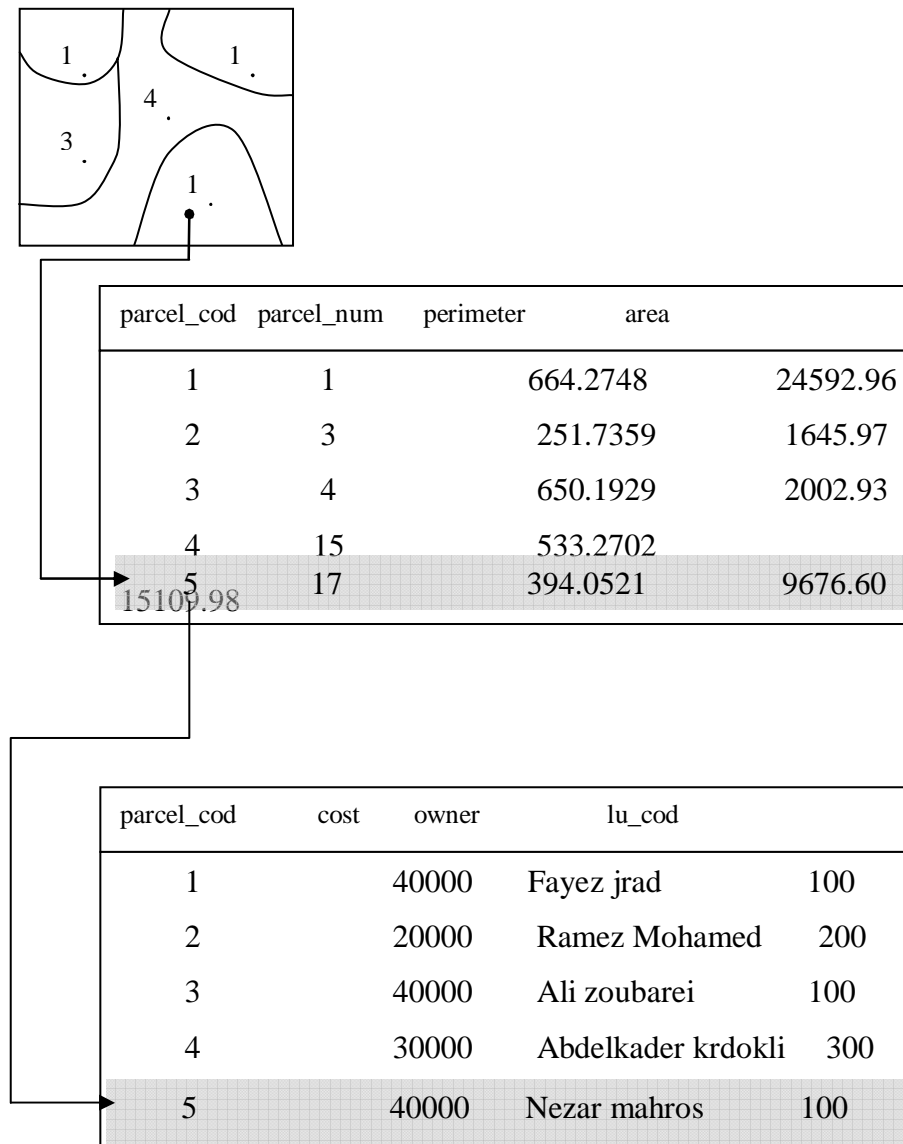 1 1
4
3
1
parcel_cod parcel_num perimeter area
1 1 664.2748 24592.96
2 3 251.7359 1645.97
3 4 650.1929 2002.93
4 15 533.2702
5 17 394.0521 9676.60
15109.98
parcel_cod cost owner lu_cod
1 40000 Fayez jrad 100
2 20000 Ramez Mohamed 200
3 40000 Ali zoubarei 100
4 30000 Abdelkader krdokli 300
5 40000 Nezar mahros 100